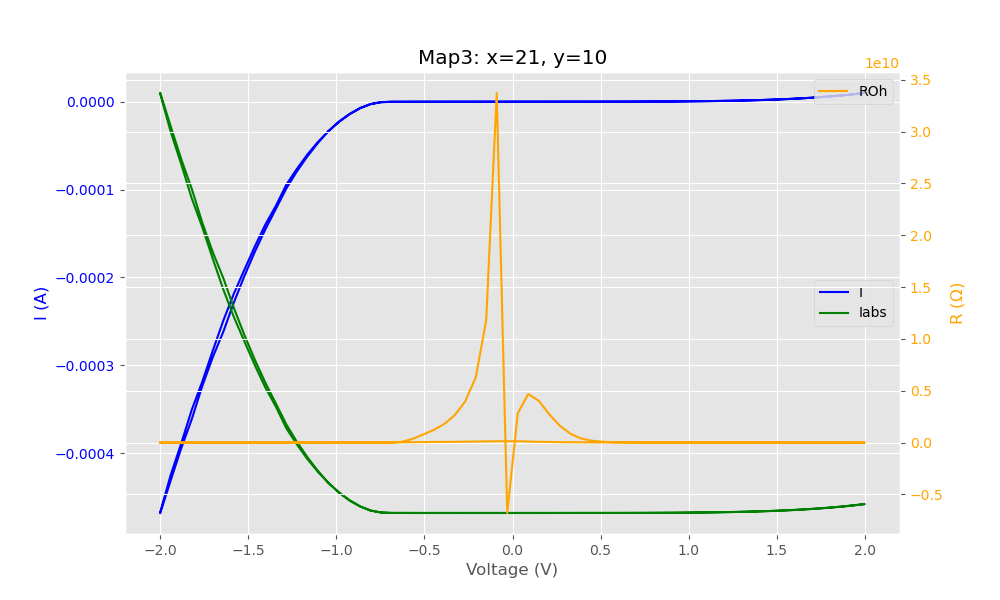 Map3: x=21, y=10
1e10
I (A)
0.0000
−0.0001
−0.0002
−0.0003
−0.0004
ROh
I
Iabs
3.5
3.0
2.5
2.0
1.5
1.0
0.5
0.0
−0.5
R (Ω)
−2.0 −1.5 −1.0 −0.5 0.0 0.5 1.0 1.5 2.0
Voltage (V)